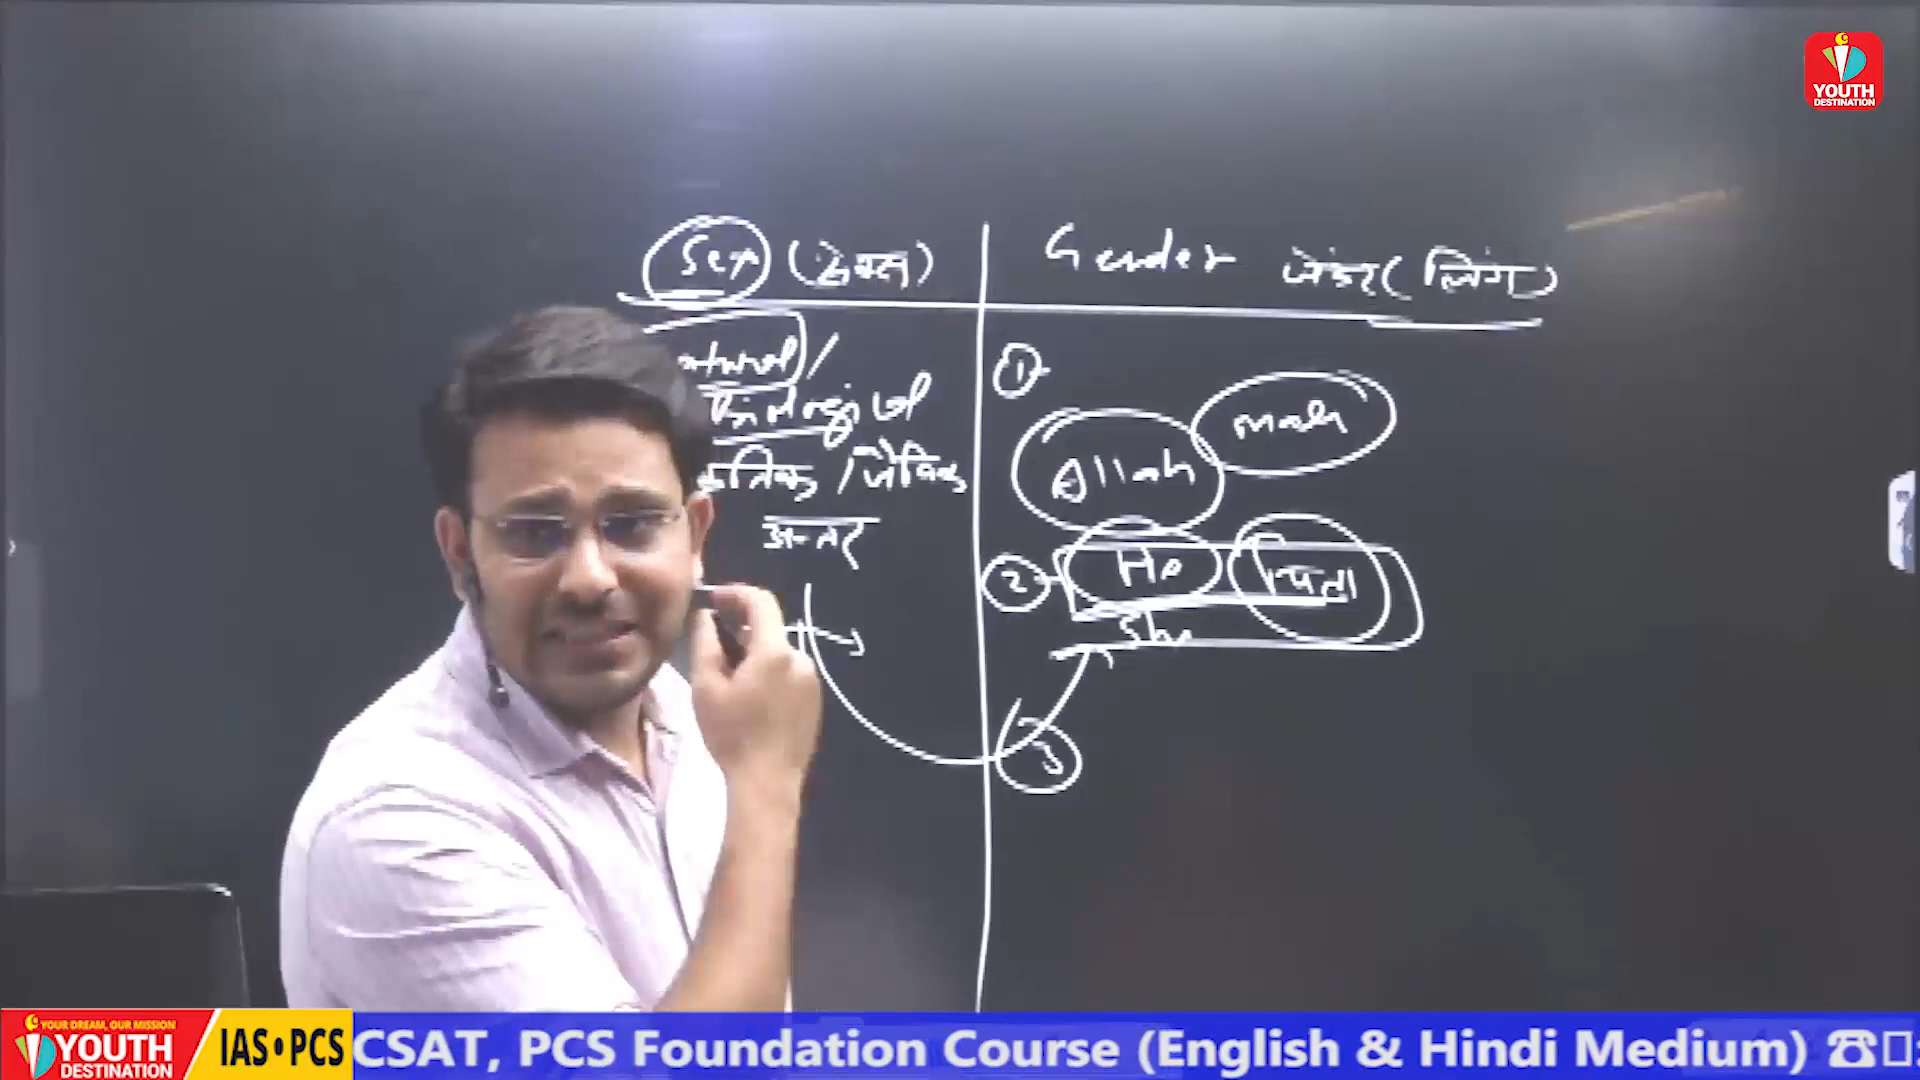 YOUTH
DESTINATION
Sex (सेक्स)
Gender जेंडर (लिंग)
/
Biological
/ जैविक
अन्तर
1
male
Allah
2 He पिता
She
3
YOUR DREAM, OUR MISSION
YOUTH
DESTINATION
IAS•PCS
CSAT, PCS Foundation Course (English & Hindi Medium) ☎